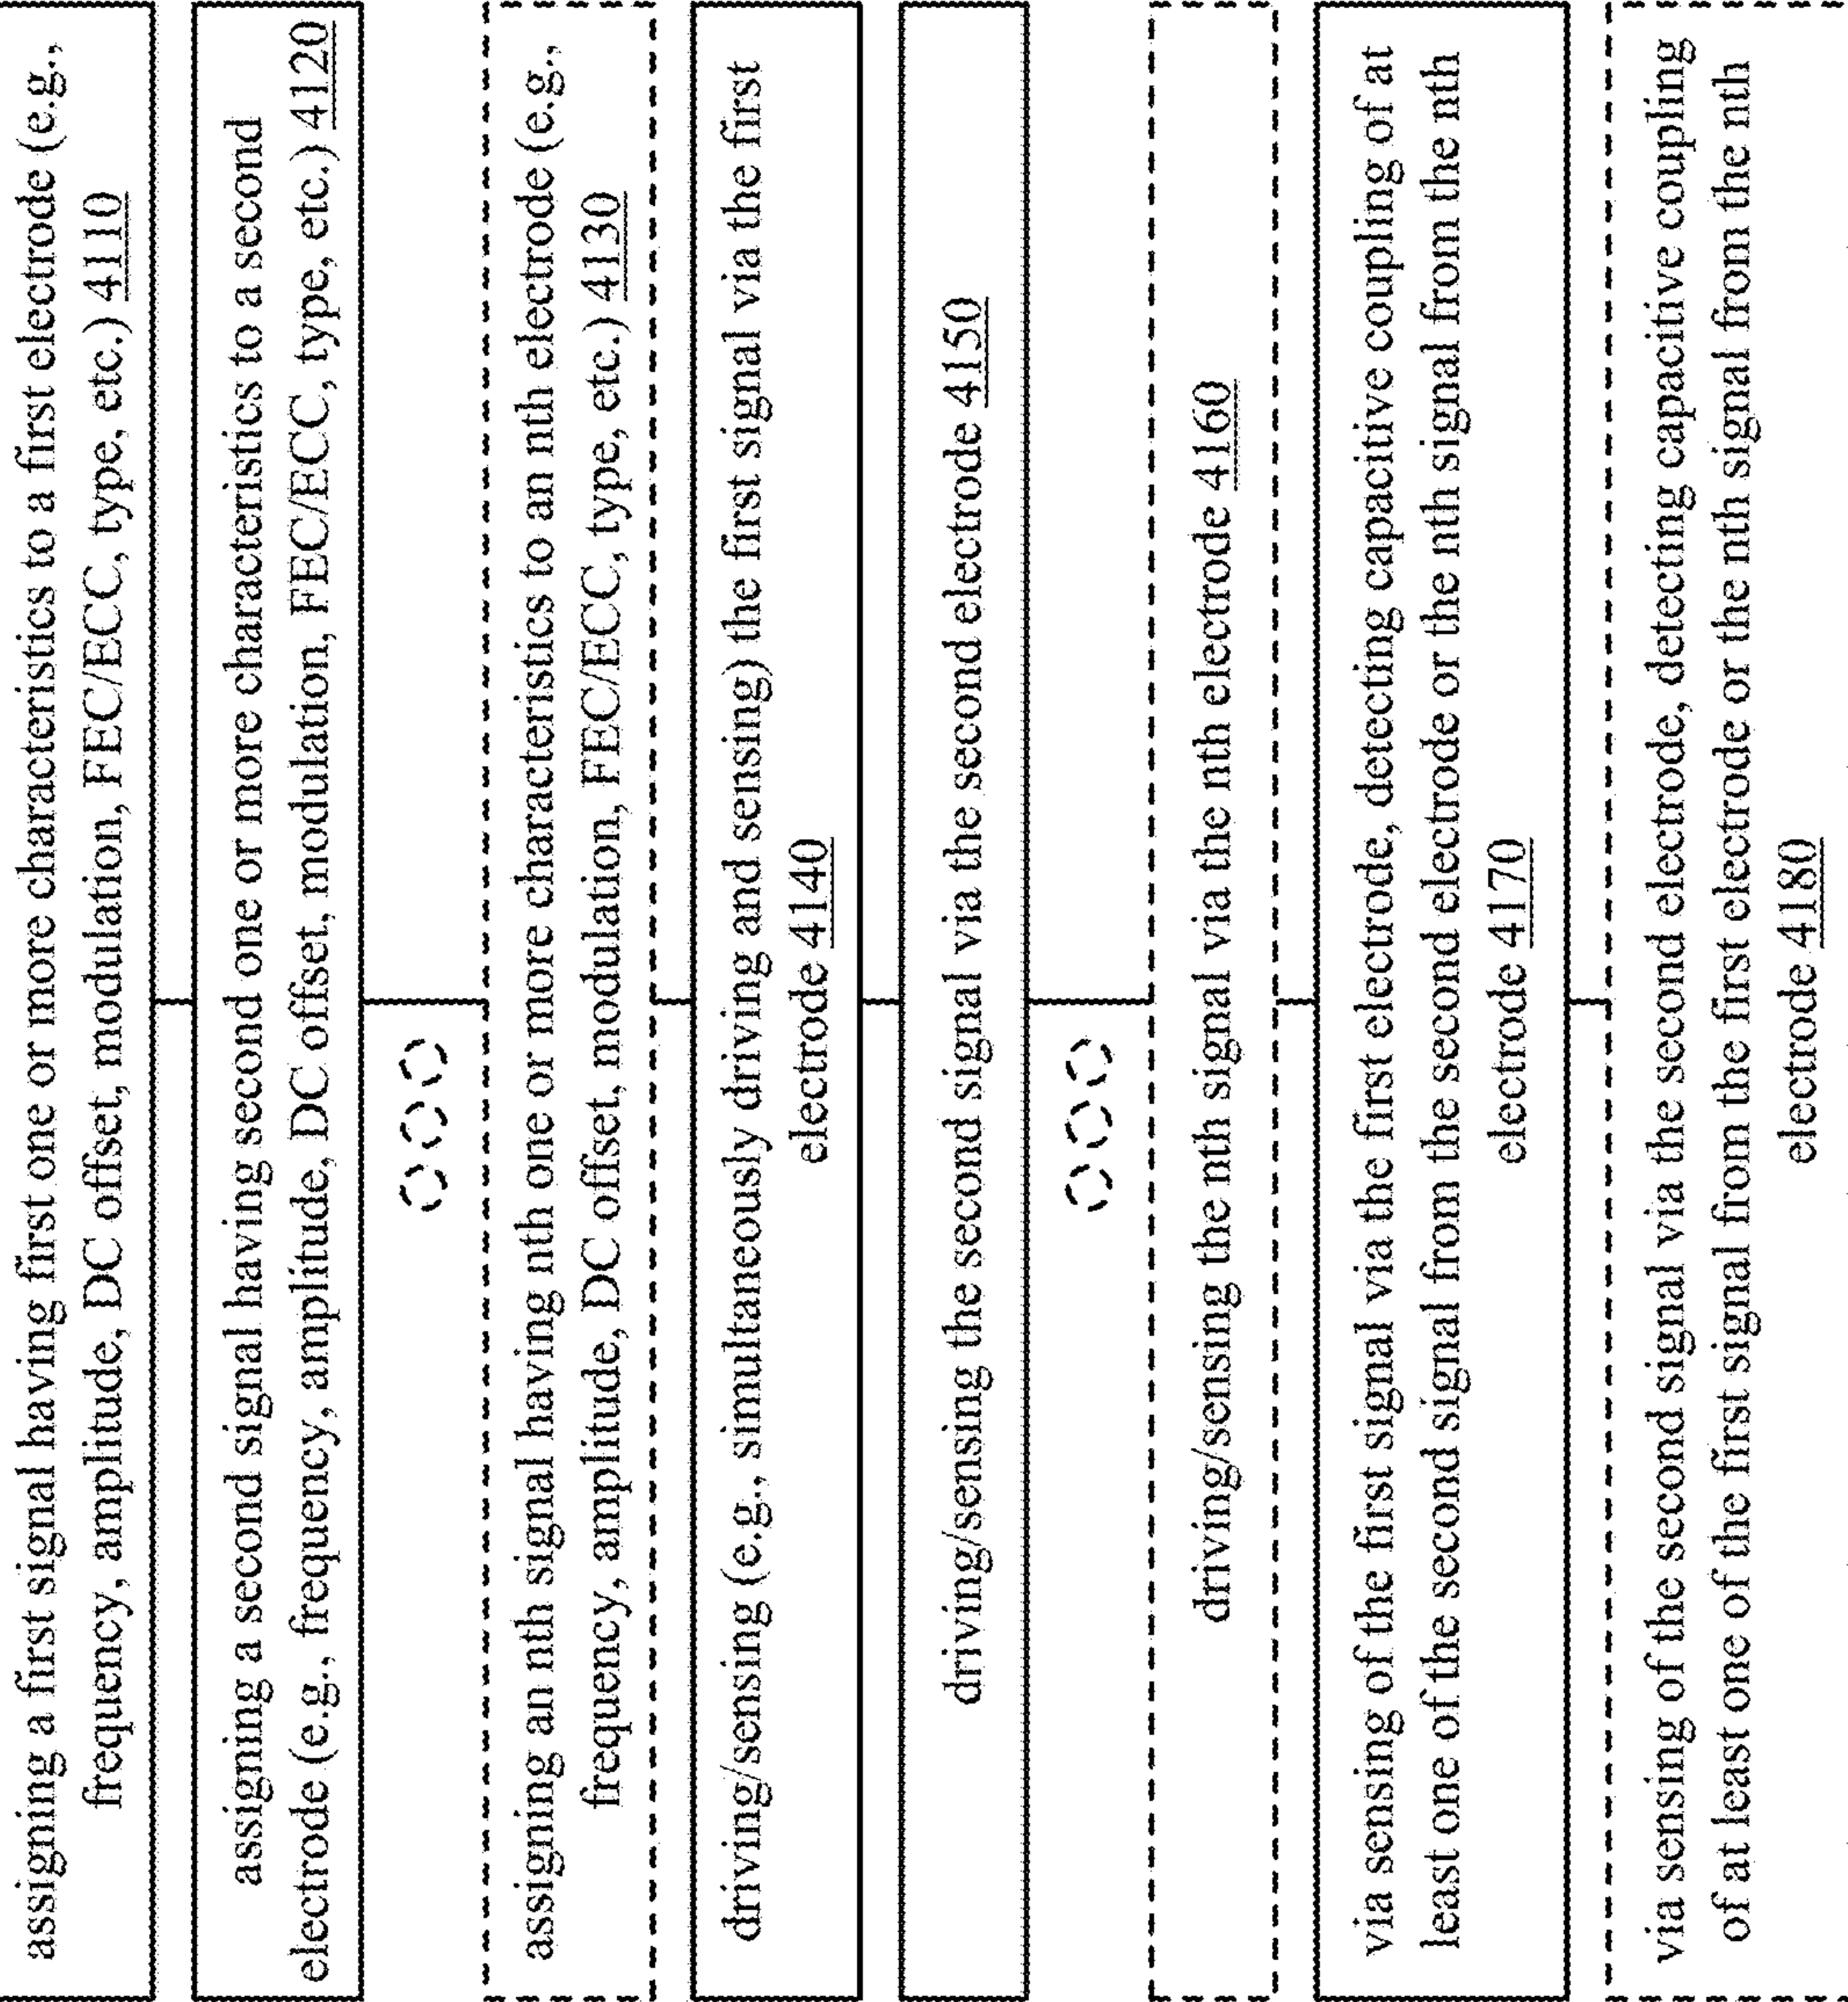 assigning a first signal having first one or more characteristics to a first electrode (e.g.,
frequency, amplitude, DC offset, modulation, FEC/ECC, type, etc.) 4110
assigning a second signal having second one or more characteristics to a second
electrode (e.g., frequency, amplitude, DC offset, modulation, FEC/ECC, type, etc.) 4120
assigning an nth signal having nth one or more characteristics to an nth electrode (e.g.,
frequency, amplitude, DC offset, modulation, FEC/ECC, type, etc.) 4130
driving/sensing (e.g., simultaneously driving and sensing) the first signal via the first
electrode 4140
driving/sensing the second signal via the second electrode 4150
driving/sensing the nth signal via the nth electrode 4160
via sensing of the first signal via the first electrode, detecting capacitive coupling of at
least one of the second signal from the second electrode or the nth signal from the nth
electrode 4170
via sensing of the second signal via the second electrode, detecting capacitive coupling
of at least one of the first signal from the first electrode or the nth signal from the nth
electrode 4180